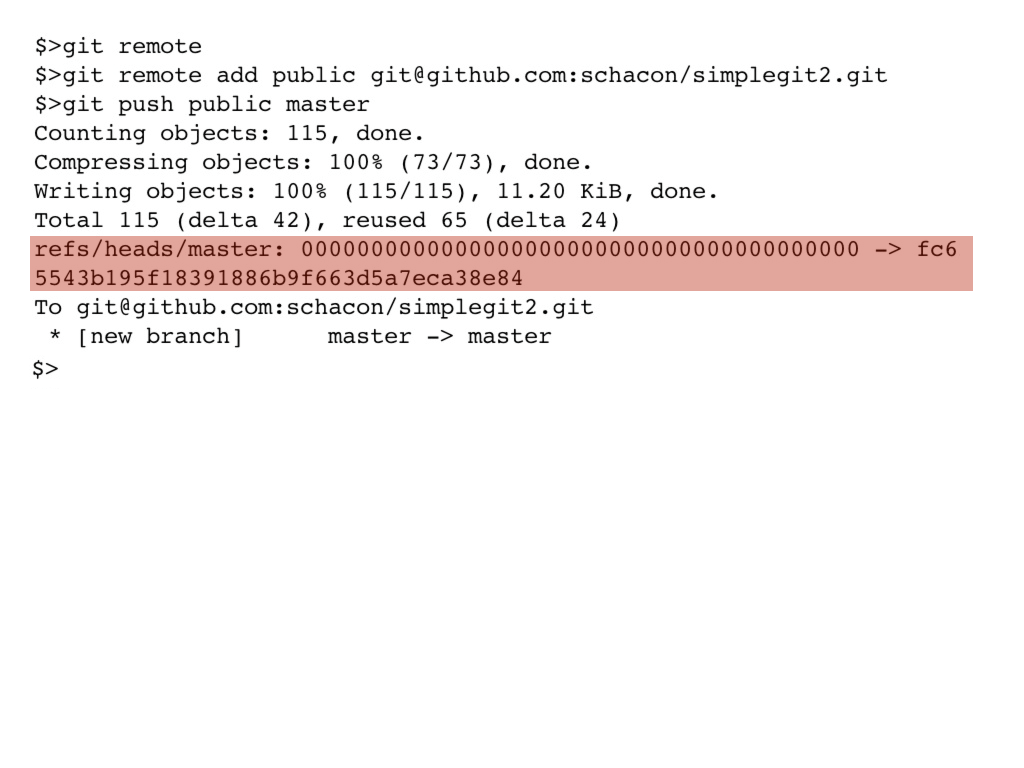 $>git remote
$>git remote add public git@github.com:schacon/simplegit2.git
$>git push public master
Counting objects: 115, done.
Compressing objects: 100% (73/73), done.
Writing objects: 100% (115/115), 11.20 KiB, done.
Total 115 (delta 42), reused 65 (delta 24)
refs/heads/master: 0000000000000000000000000000000000000000 -> fc6
5543b195f18391886b9f663d5a7eca38e84
To git@github.com:schacon/simplegit2.git
 * [new branch]      master -> master
$>